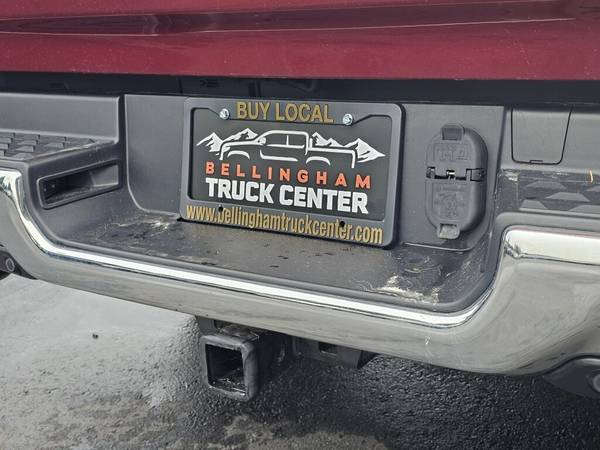 BUY LOCAL
BELLINGHAM
TRUCK CENTER
www.bellinghamtruckcenter.com